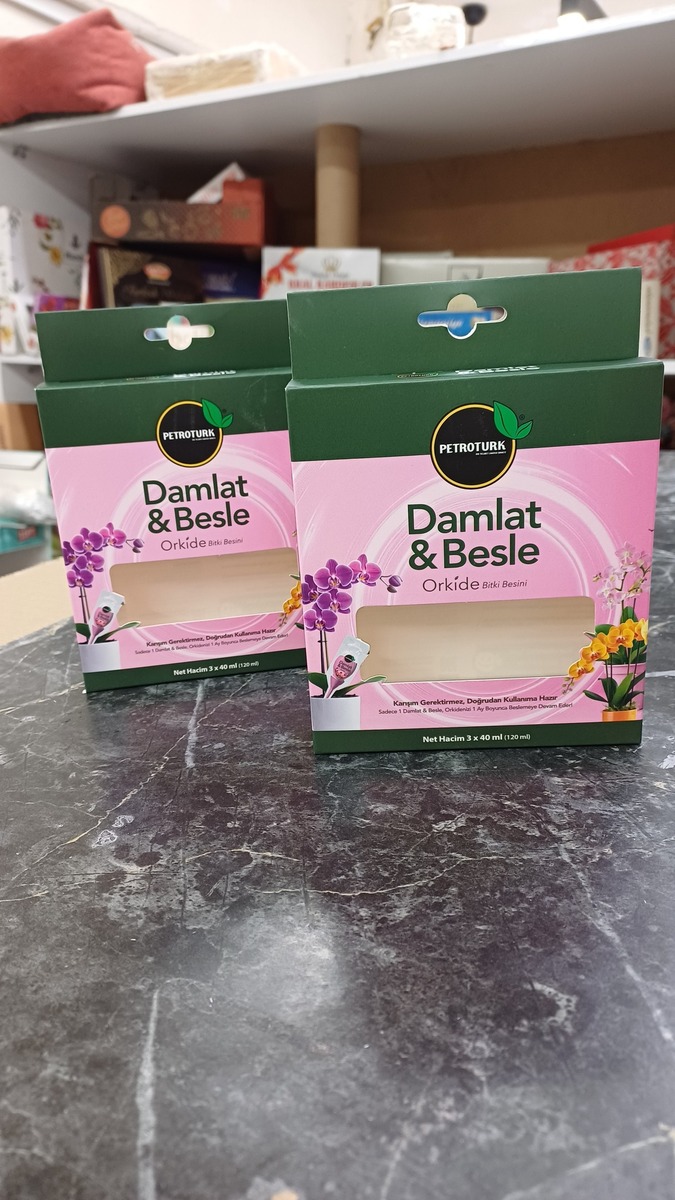 PETROTURK
Damlat
& Besle
Orkide Bitki Besini
Karışım Gerektirmez, Doğrudan Kullanıma Hazır
Sadece 1 Damlat & Besle, Orkidenizi 1 Ay Boyunca Beslemeye Devam Eder!
Net Hacim 3 x 40 ml (120 ml)
PETROTURK
Damlat
& Besle
Orkide Bitki Besini
Karışım Gerektirmez, Doğrudan Kullanıma Hazır
Sadece 1 Damlat & Besle, Orkidenizi 1 Ay Boyunca Beslemeye Devam Eder!
Net Hacim 3 x 40 ml (120 ml)